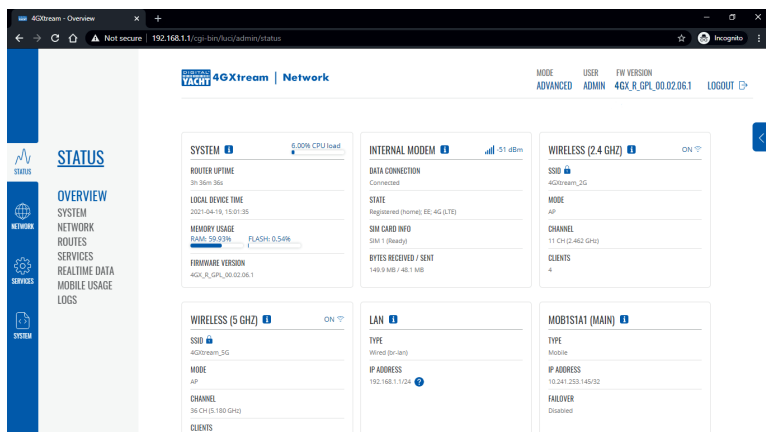 4GXtream - Overview
Not secure | 192.168.1.1/cgi-bin/luci/admin/status
Incognito
DIGITAL YACHT 4GXtream | Network
MODE USER FW VERSION
ADVANCED ADMIN 4GX_R_GPL_00.02.06.1 LOGOUT
STATUS
NETWORK
SERVICES
SYSTEM
STATUS
OVERVIEW
SYSTEM
NETWORK
ROUTES
SERVICES
REALTIME DATA
MOBILE USAGE
LOGS
SYSTEM 6.00% CPU load
ROUTER UPTIME
3h 36m 36s
LOCAL DEVICE TIME
2021-04-19, 15:01:35
MEMORY USAGE
RAM: 59.93% FLASH: 0.54%
FIRMWARE VERSION
4GX_R_GPL_00.02.06.1
INTERNAL MODEM -51 dBm
DATA CONNECTION
Connected
STATE
Registered (home); EE; 4G (LTE)
SIM CARD INFO
SIM 1 (Ready)
BYTES RECEIVED / SENT
149.9 MB / 48.1 MB
WIRELESS (2.4 GHZ) ON
SSID
4GXtream_2G
MODE
AP
CHANNEL
11 CH (2.462 GHz)
CLIENTS
4
WIRELESS (5 GHZ) ON
SSID
4GXtream_5G
MODE
AP
CHANNEL
36 CH (5.180 GHz)
CLIENTS
LAN
TYPE
Wired (br-lan)
IP ADDRESS
192.168.1.1/24
MOB1S1A1 (MAIN)
TYPE
Mobile
IP ADDRESS
10.241.253.145/32
FAILOVER
Disabled